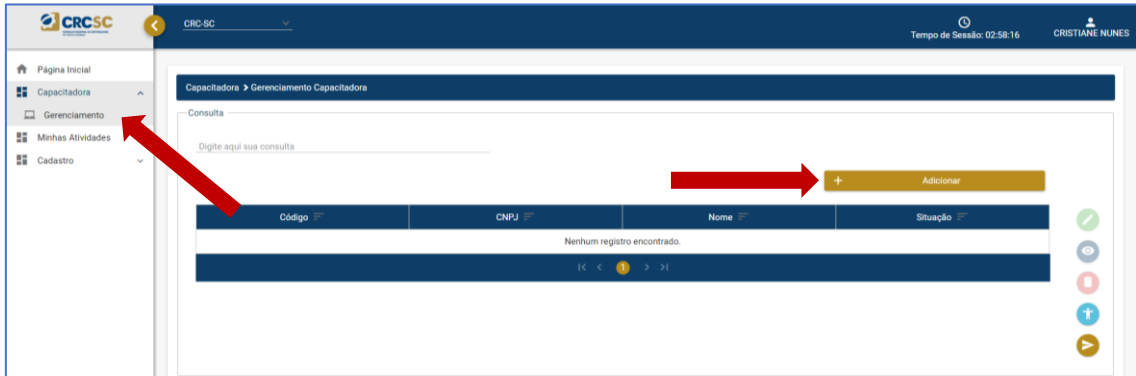 CRCSC
CRC-SC
Tempo de Sessão: 02:58:16
CRISTIANE NUNES
Página Inicial
Capacitadora
Gerenciamento
Minhas Atividades
Cadastro
Capacitadora > Gerenciamento Capacitadora
Consulta
Digite aqui sua consulta
+ Adicionar
Código CNPJ Nome Situação
Nenhum registro encontrado.
|< < 1 > >|